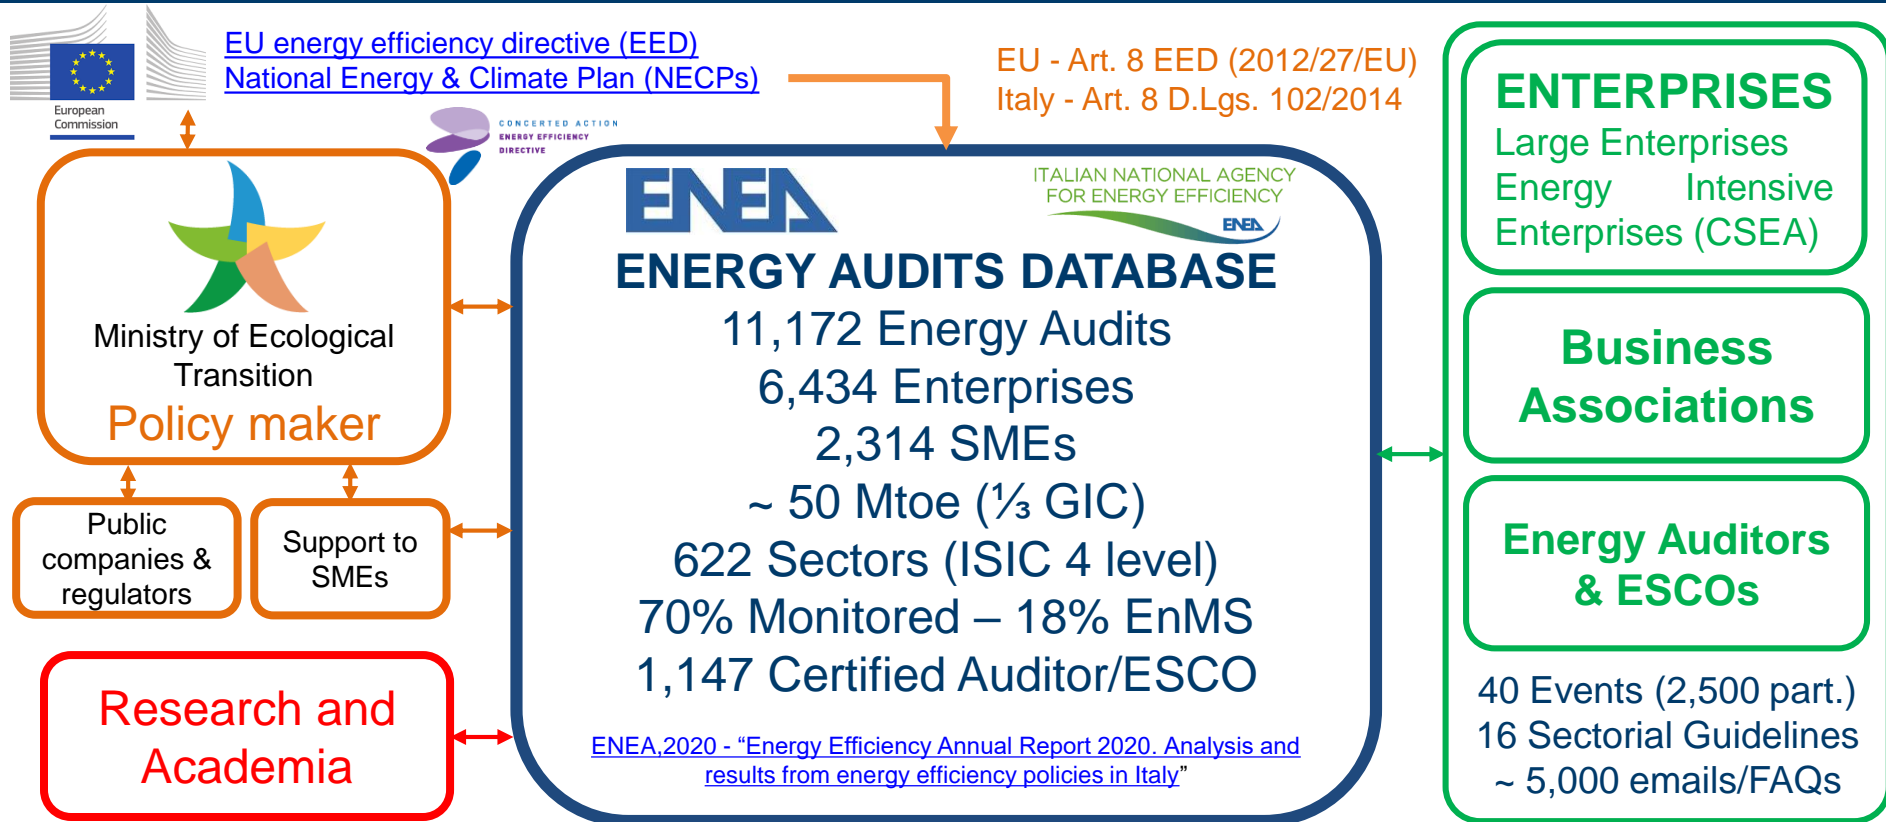 EU energy efficiency directive (EED)
National Energy & Climate Plan (NECPs)
European
Commission
CONCERTED ACTION
ENERGY EFFICIENCY
DIRECTIVE
EU - Art. 8 EED (2012/27/EU)
Italy - Art. 8 D.Lgs. 102/2014
Ministry of Ecological
Transition
Policy maker
Public
companies &
regulators
Support to
SMEs
Research and
Academia
ENEA
ITALIAN NATIONAL AGENCY
FOR ENERGY EFFICIENCY
ENEA
ENERGY AUDITS DATABASE
11,172 Energy Audits
6,434 Enterprises
2,314 SMEs
~ 50 Mtoe (⅓ GIC)
622 Sectors (ISIC 4 level)
70% Monitored – 18% EnMS
1,147 Certified Auditor/ESCO
ENEA,2020 - “Energy Efficiency Annual Report 2020. Analysis and
results from energy efficiency policies in Italy”
ENTERPRISES
Large Enterprises
Energy Intensive
Enterprises (CSEA)
Business
Associations
Energy Auditors
& ESCOs
40 Events (2,500 part.)
16 Sectorial Guidelines
~ 5,000 emails/FAQs